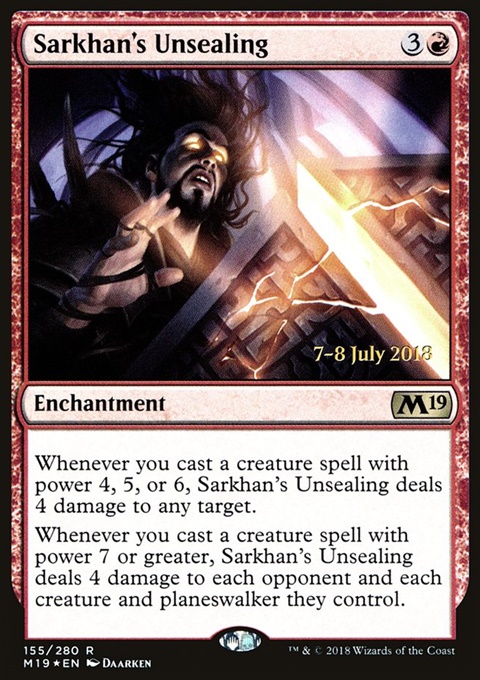 Sarkhan's Unsealing 3
7–8 July 2018
Enchantment M19
Whenever you cast a creature spell with
power 4, 5, or 6, Sarkhan's Unsealing deals
4 damage to any target.
Whenever you cast a creature spell with
power 7 or greater, Sarkhan's Unsealing
deals 4 damage to each opponent and each
creature and planeswalker they control.
155/280 R
M19★EN Daarken
™ & © 2018 Wizards of the Coast